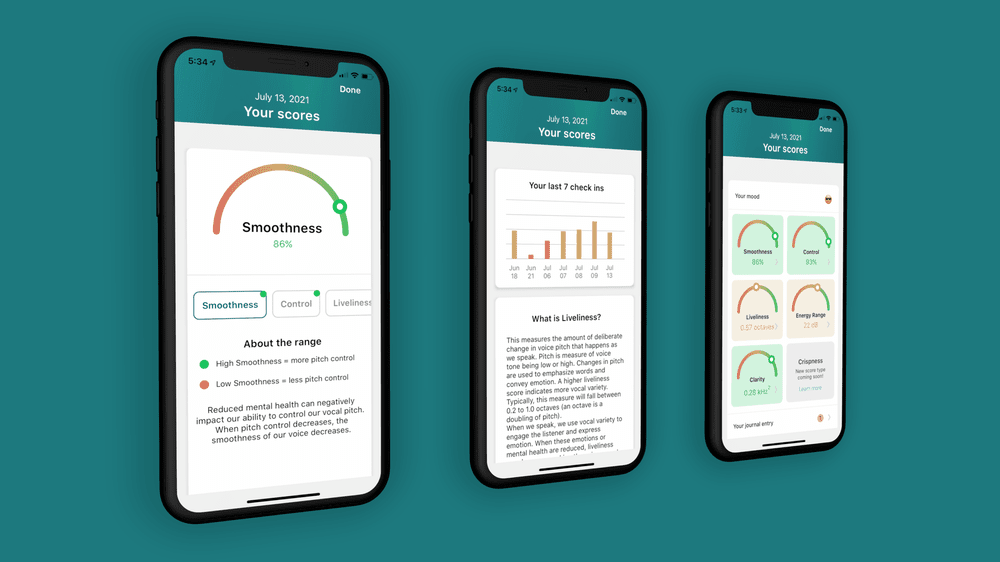 5:34
Done
July 13, 2021
Your scores
Smoothness
86%
Smoothness
Control
Liveliness
About the range
High Smoothness = more pitch control
Low Smoothness = less pitch control
Reduced mental health can negatively
impact our ability to control our vocal pitch.
When pitch control decreases, the
smoothness of our voice decreases.
5:34
Done
July 13, 2021
Your scores
Your last 7 check ins
Jun Jun Jul Jul Jul Jul Jul
18 21 06 07 08 09 13
What is Liveliness?
This measures the amount of deliberate
change in voice pitch that happens as
we speak. Pitch is measure of voice
tone being low or high. Changes in pitch
are used to emphasize words and
convey emotion. A higher liveliness
score indicates more vocal variety.
Typically, this measure will fall between
0.2 to 1.0 octaves (an octave is a
doubling of pitch).
When we speak, we use vocal variety to
engage the listener and express
emotion. When these emotions or
mental health are reduced, liveliness
5:33
Done
July 13, 2021
Your scores
Your mood
Smoothness
86%
Control
93%
Liveliness
0.57 octaves
Energy Range
21 dB
Clarity
0.26 kHz²
Crispness
New score type
coming soon!
Learn more
Your journal entry